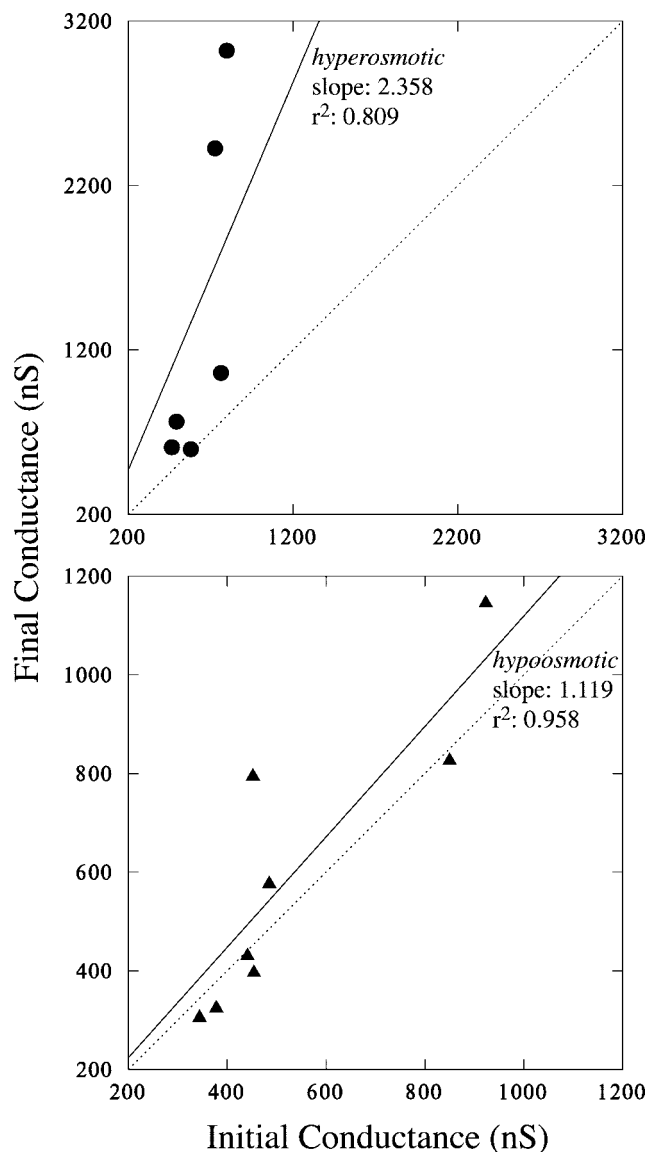 Final Conductance (nS)
3200
2200
1200
200
hyperosmotic
slope: 2.358
r²: 0.809
200 1200 2200 3200
1200
1000
800
600
400
200
hypoosmotic
slope: 1.119
r²: 0.958
200 400 600 800 1000 1200
Initial Conductance (nS)